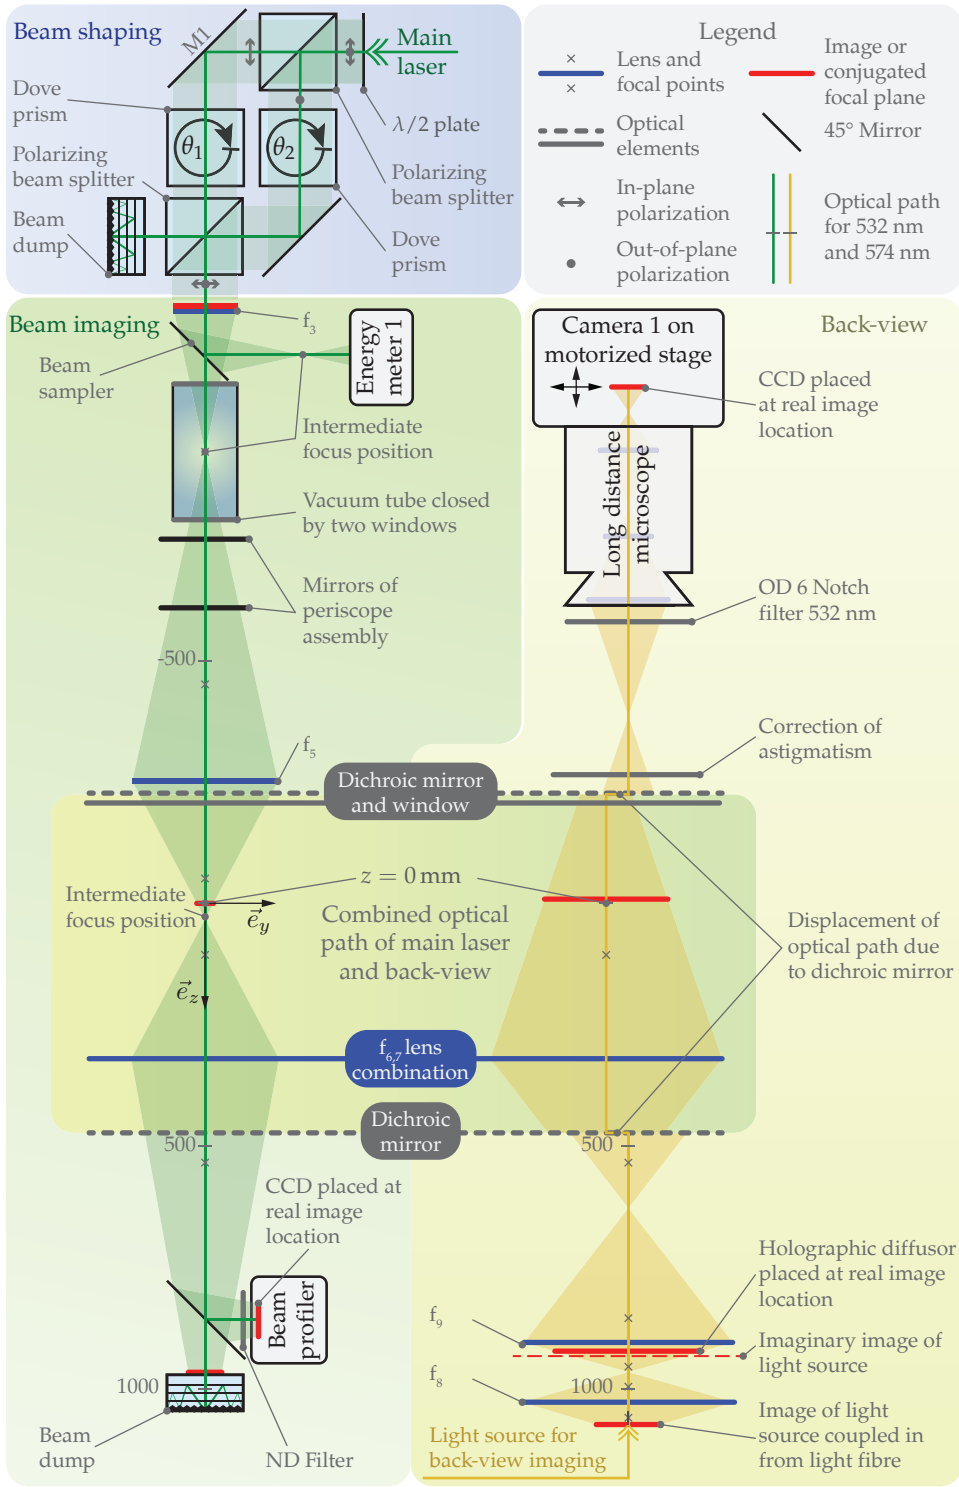 Beam shaping
M1
Main
laser
Dove
prism
θ1
θ2
λ/2 plate
Polarizing
beam splitter
Polarizing
beam splitter
Beam
dump
Dove
prism
Legend
Lens and
focal points
Image or
conjugated
focal plane
Optical
elements
45° Mirror
In-plane
polarization
Optical path
for 532 nm
and 574 nm
Out-of-plane
polarization
Beam imaging
f3
Beam
sampler
Energy
meter 1
Intermediate
focus position
Vacuum tube closed
by two windows
Mirrors of
periscope
assembly
-500
f5
Back-view
Camera 1 on
motorized stage
CCD placed
at real image
location
Long distance
microscope
OD 6 Notch
filter 532 nm
Correction of
astigmatism
Dichroic mirror
and window
z = 0 mm
Intermediate
focus position
e⃗y
e⃗z
Combined optical
path of main laser
and back-view
Displacement of
optical path due
to dichroic mirror
f6,7 lens
combination
Dichroic
mirror
500
500
CCD placed at
real image
location
Beam
profiler
1000
Beam
dump
ND Filter
Holographic diffusor
placed at real image
location
f9
Imaginary image of
light source
f8
1000
Light source for
back-view imaging
Image of light
source coupled in
from light fibre